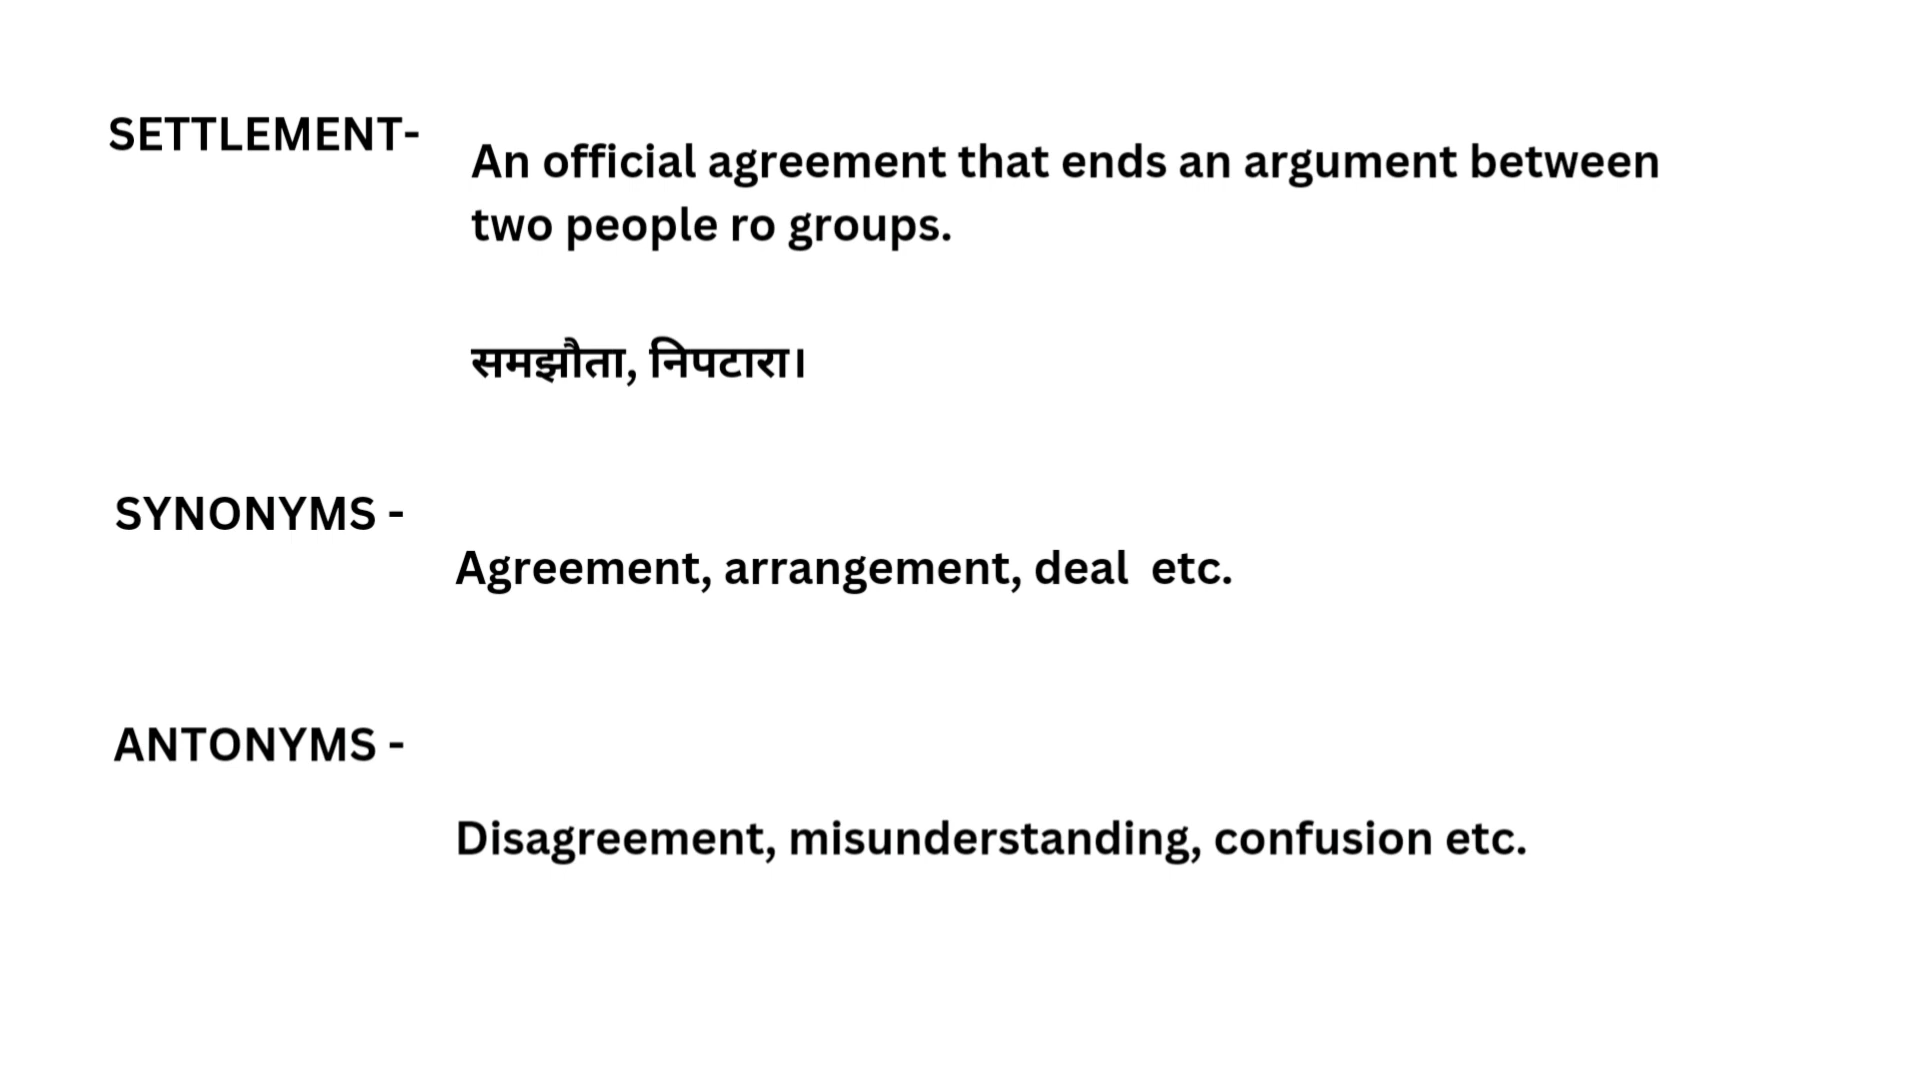 SETTLEMENT-
An official agreement that ends an argument between
two people ro groups.
समझौता, निपटारा।
SYNONYMS -
Agreement, arrangement, deal  etc.
ANTONYMS -
Disagreement, misunderstanding, confusion etc.